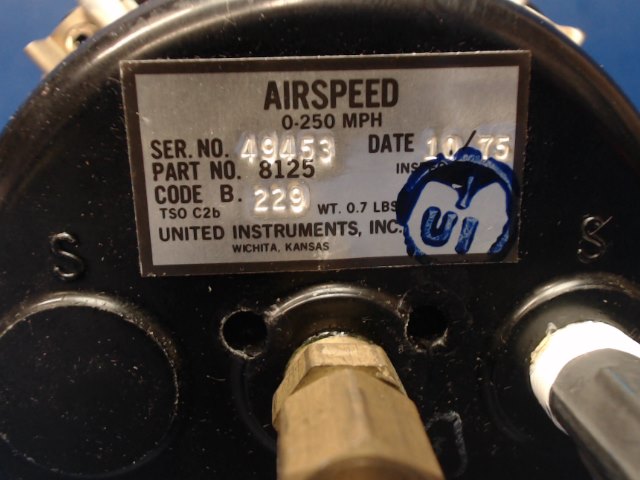 AIRSPEED
0-250 MPH
SER. NO. 49453 DATE 10 75
PART NO. 8125
CODE B. 229
TSO C2b WT. 0.7 LBS
UNITED INSTRUMENTS, INC.
WICHITA, KANSAS
UI
S S